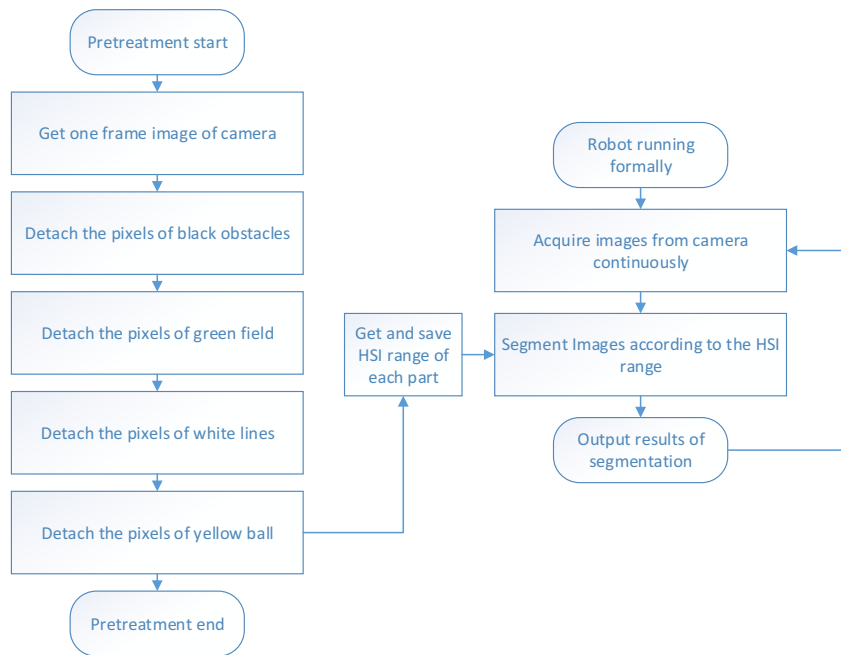 Pretreatment start
Get one frame image of camera
Detach the pixels of black obstacles
Detach the pixels of green field
Detach the pixels of white lines
Detach the pixels of yellow ball
Pretreatment end
Get and save
HSI range of
each part
Robot running
formally
Acquire images from camera
continuously
Segment Images according to the HSI
range
Output results of
segmentation